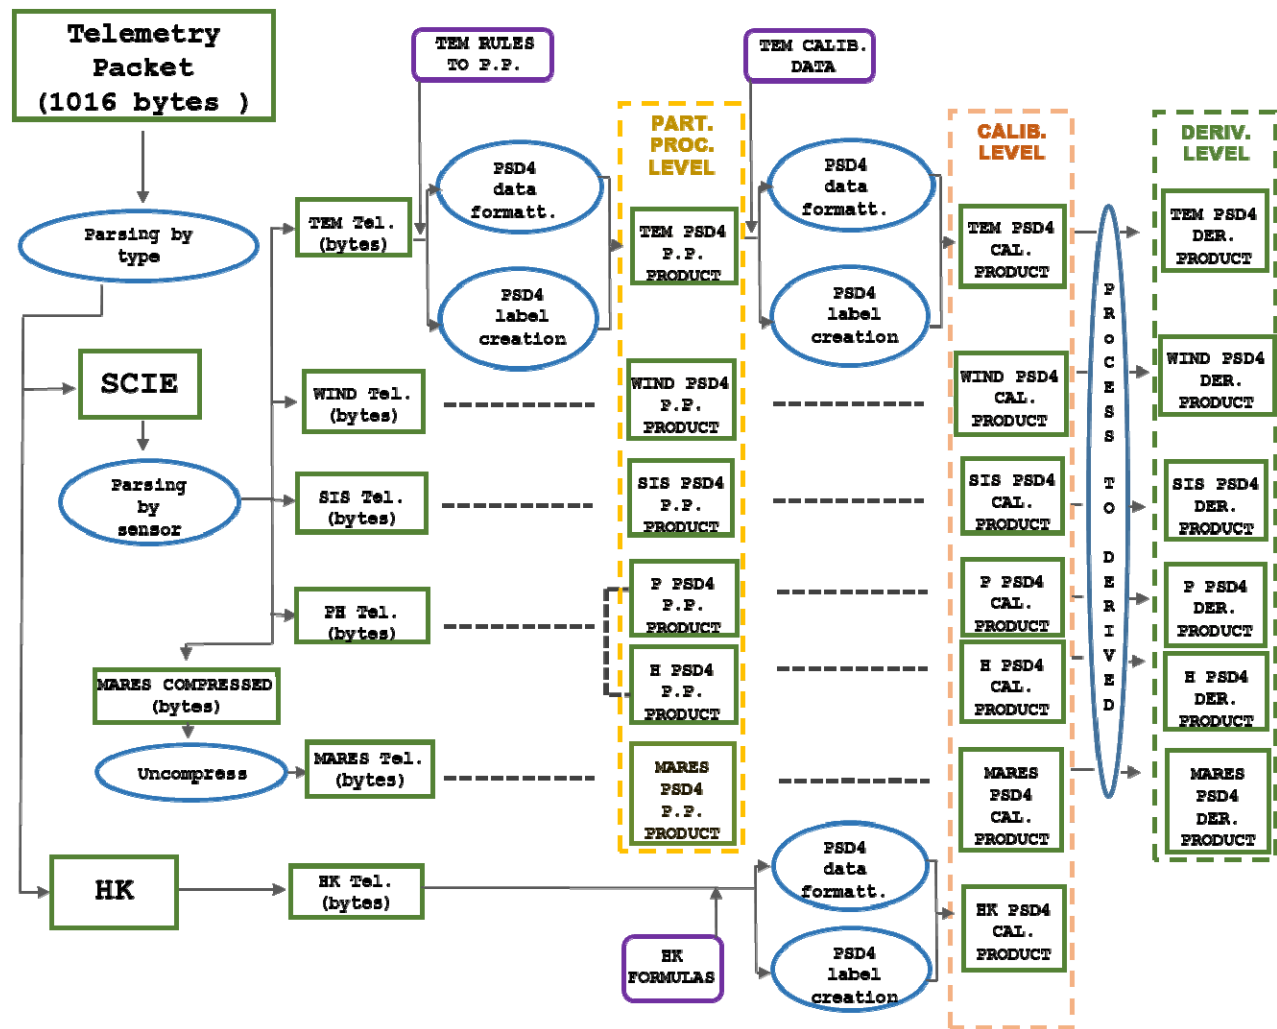 Telemetry
Packet
(1016 bytes )
TEM RULES
TO P.P.
TEM CALIB.
DATA
PART.
PROC.
LEVEL
CALIB.
LEVEL
DERIV.
LEVEL
Parsing by
type
TEM Tel.
(bytes)
PSD4
data
formatt.
PSD4
label
creation
TEM PSD4
P.P.
PRODUCT
PSD4
data
formatt.
PSD4
label
creation
TEM PSD4
CAL.
PRODUCT
PROCESS TO DERIVED
TEM PSD4
DER.
PRODUCT
SCIE
WIND Tel.
(bytes)
WIND PSD4
P.P.
PRODUCT
WIND PSD4
CAL.
PRODUCT
WIND PSD4
DER.
PRODUCT
Parsing
by
sensor
SIS Tel.
(bytes)
SIS PSD4
P.P.
PRODUCT
SIS PSD4
CAL.
PRODUCT
SIS PSD4
DER.
PRODUCT
PH Tel.
(bytes)
P PSD4
P.P.
PRODUCT
P PSD4
CAL.
PRODUCT
P PSD4
DER.
PRODUCT
H PSD4
P.P.
PRODUCT
H PSD4
CAL.
PRODUCT
H PSD4
DER.
PRODUCT
MARES COMPRESSED
(bytes)
Uncompress
MARES Tel.
(bytes)
MARES
PSD4
P.P.
PRODUCT
MARES
PSD4
CAL.
PRODUCT
MARES
PSD4
DER.
PRODUCT
HK
HK Tel.
(bytes)
HK
FORMULAS
PSD4
data
formatt.
PSD4
label
creation
HK PSD4
CAL.
PRODUCT